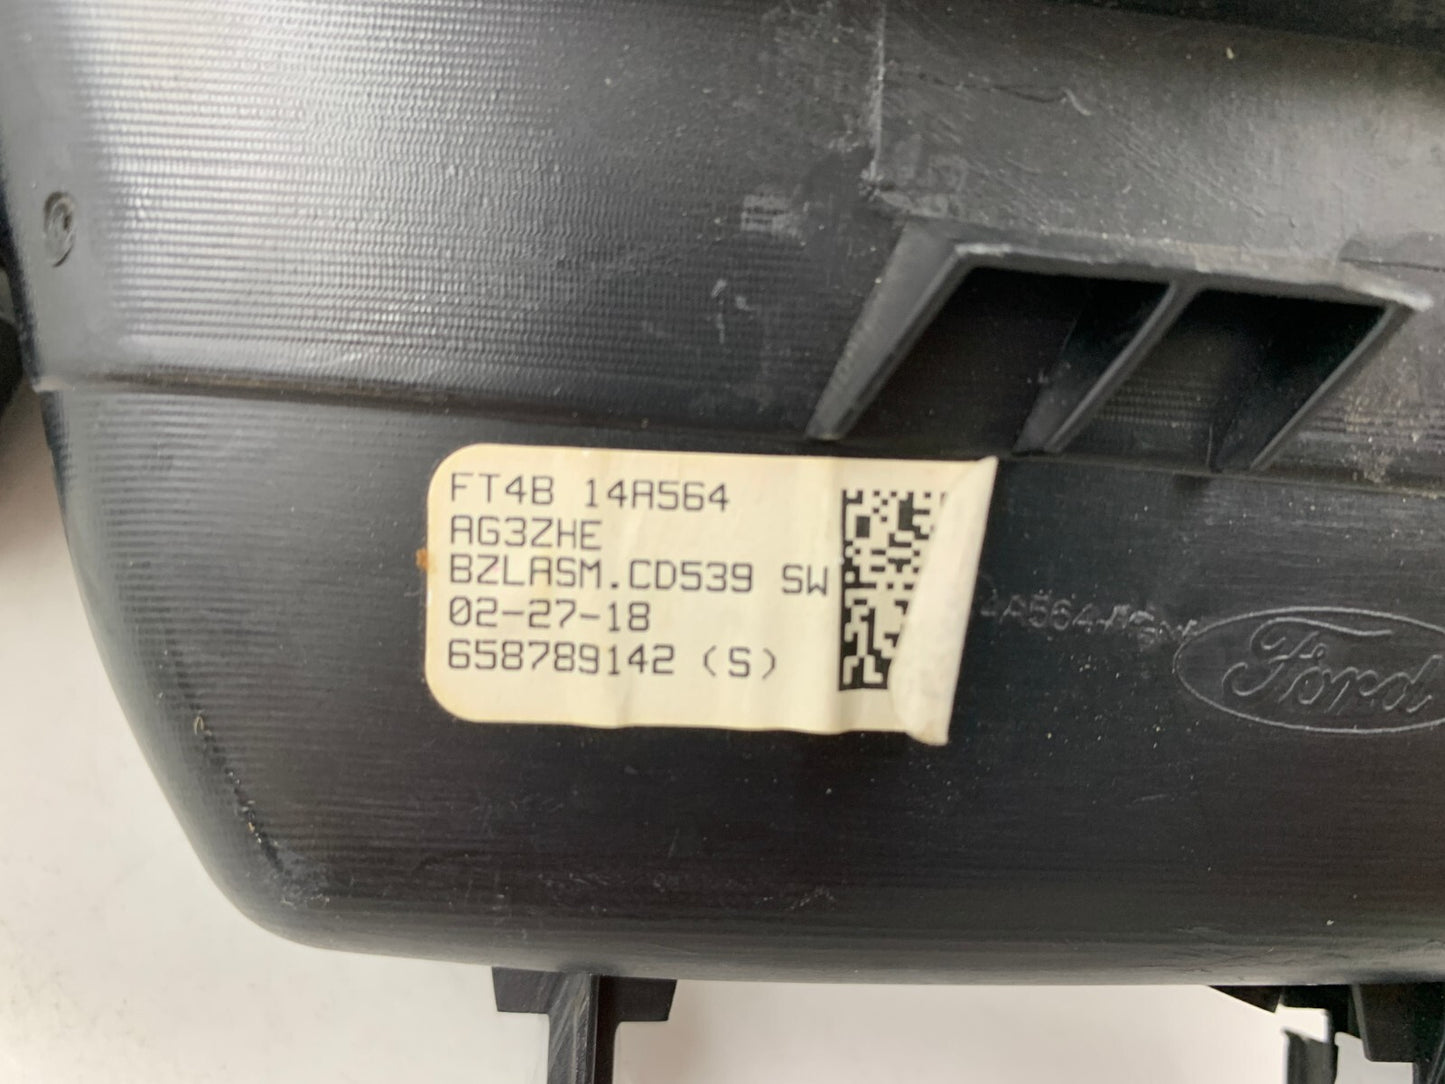 FT4B 14A564
AG3ZHE
BZLASM.CD539 SW
02-27-18
658789142 (S)
Ford